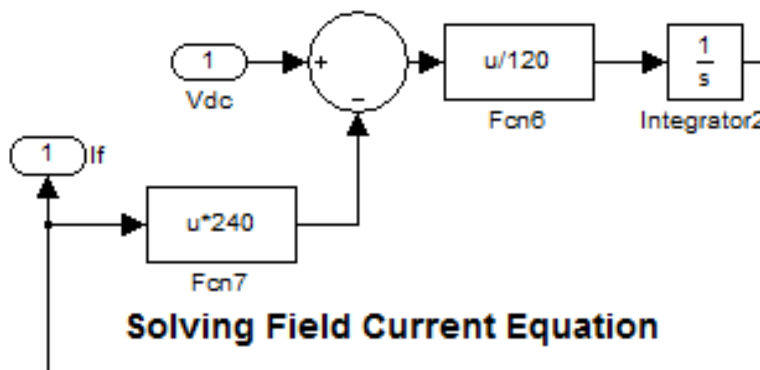 1
Vdc
+
−
u/120
Fcn6
1
s
Integrator2
1
If
u*240
Fcn7
Solving Field Current Equation